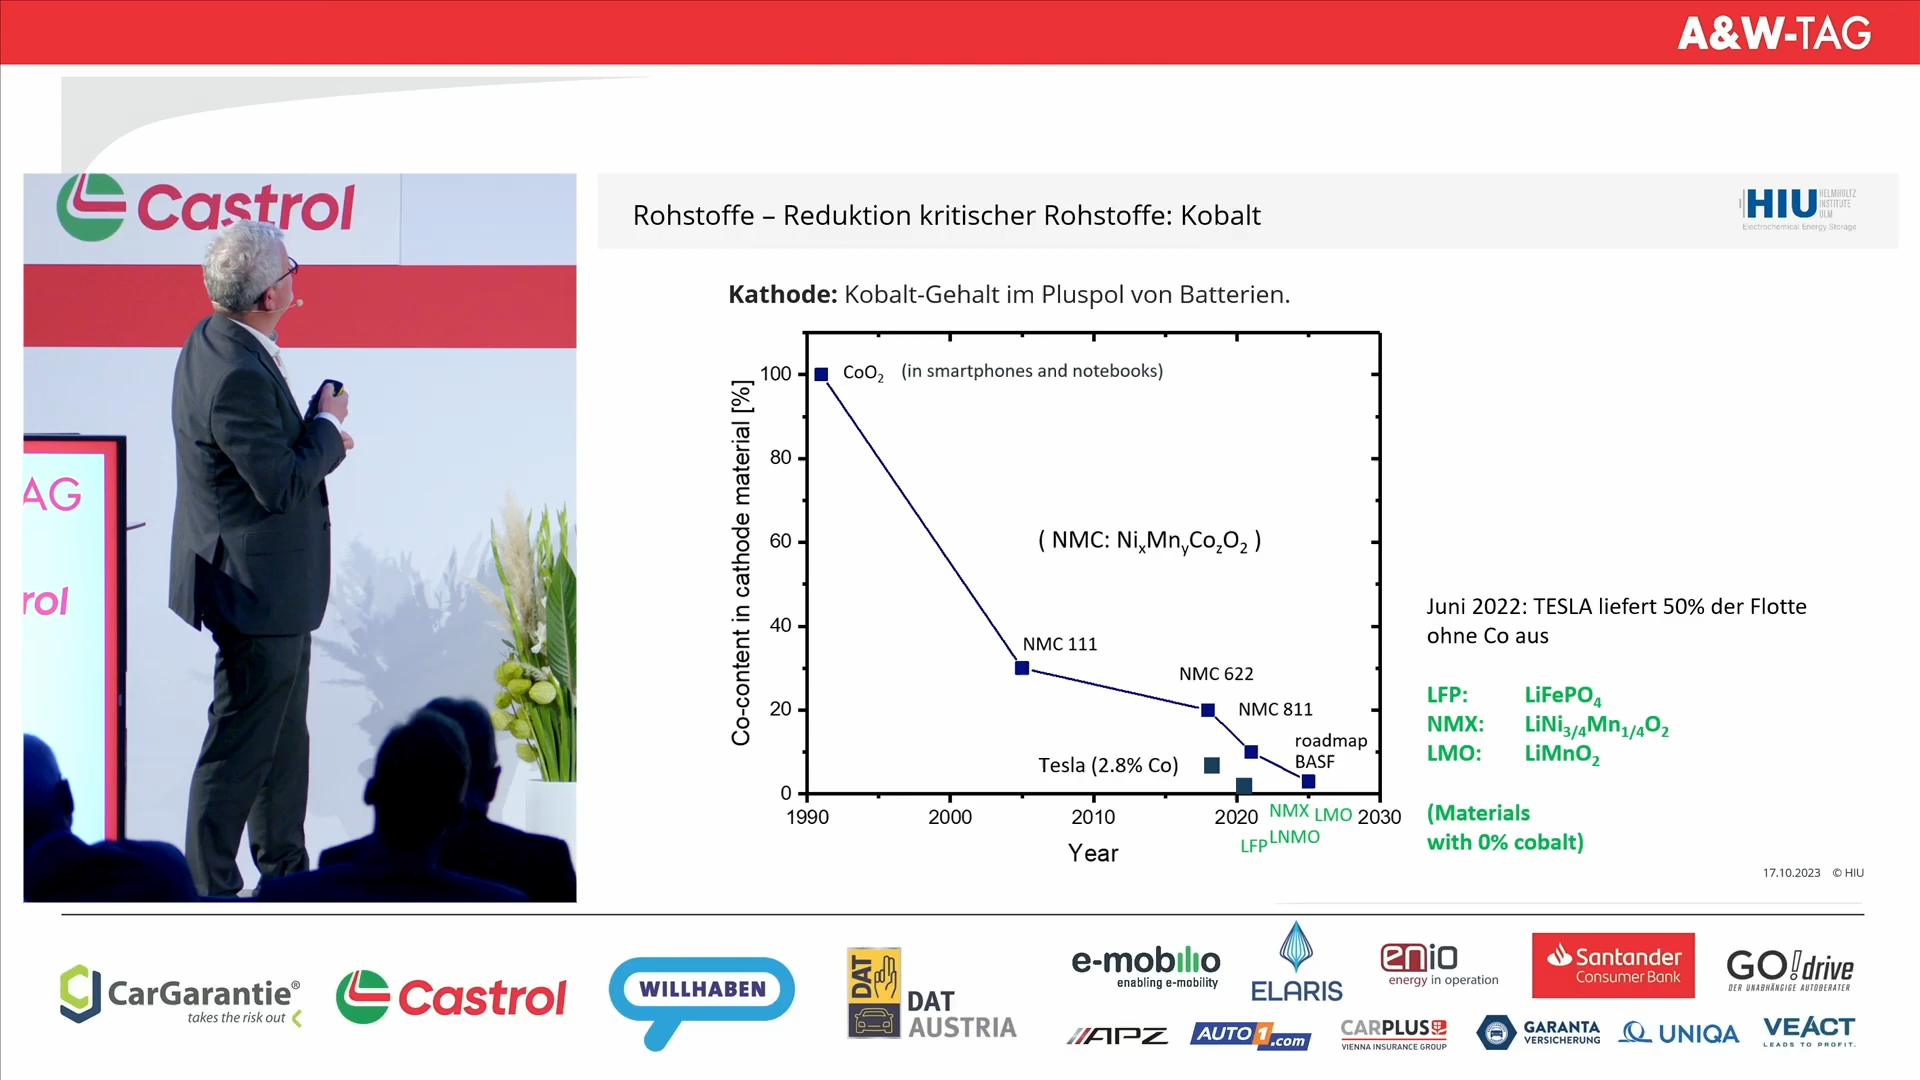 A&W-TAG
Castrol
AG
rol
Rohstoffe – Reduktion kritischer Rohstoffe: Kobalt
HIU
HELMHOLTZ
INSTITUTE
ULM
Electrochemical Energy Storage
Kathode: Kobalt-Gehalt im Pluspol von Batterien.
Co-content in cathode material [%]
100
80
60
40
20
0
CoO₂ (in smartphones and notebooks)
( NMC: NiₓMnᵧCo_zO₂ )
NMC 111
NMC 622
NMC 811
roadmap
BASF
Tesla (2.8% Co)
1990 2000 2010 2020 2030
NMX LMO
LFP LNMO
Year
Juni 2022: TESLA liefert 50% der Flotte
ohne Co aus
LFP: LiFePO₄
NMX: LiNi₃/₄Mn₁/₄O₂
LMO: LiMnO₂
(Materials
with 0% cobalt)
17.10.2023 © HIU
CarGarantie®
takes the risk out
Castrol
WILLHABEN
DAT
DAT
AUSTRIA
e-mobilio
enabling e-mobility
ELARIS
enio
energy in operation
Santander
Consumer Bank
GO!drive
DER UNABHÄNGIGE AUTOBERATER
APZ
AUTO1.com
CARPLUS
VIENNA INSURANCE GROUP
GARANTA
VERSICHERUNG
UNIQA
VEACT
LEADS TO PROFIT.